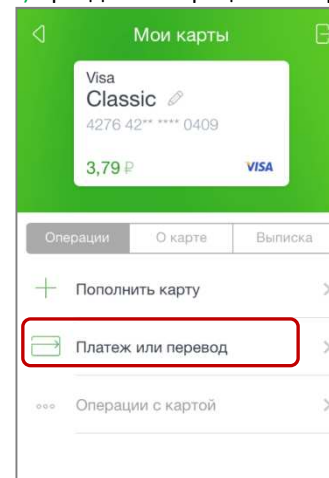 Мои карты
Visa
Classic
4276 42** **** 0409
3,79 ₽
VISA
Операции О карте Выписка
Пополнить карту
Платеж или перевод
Операции с картой